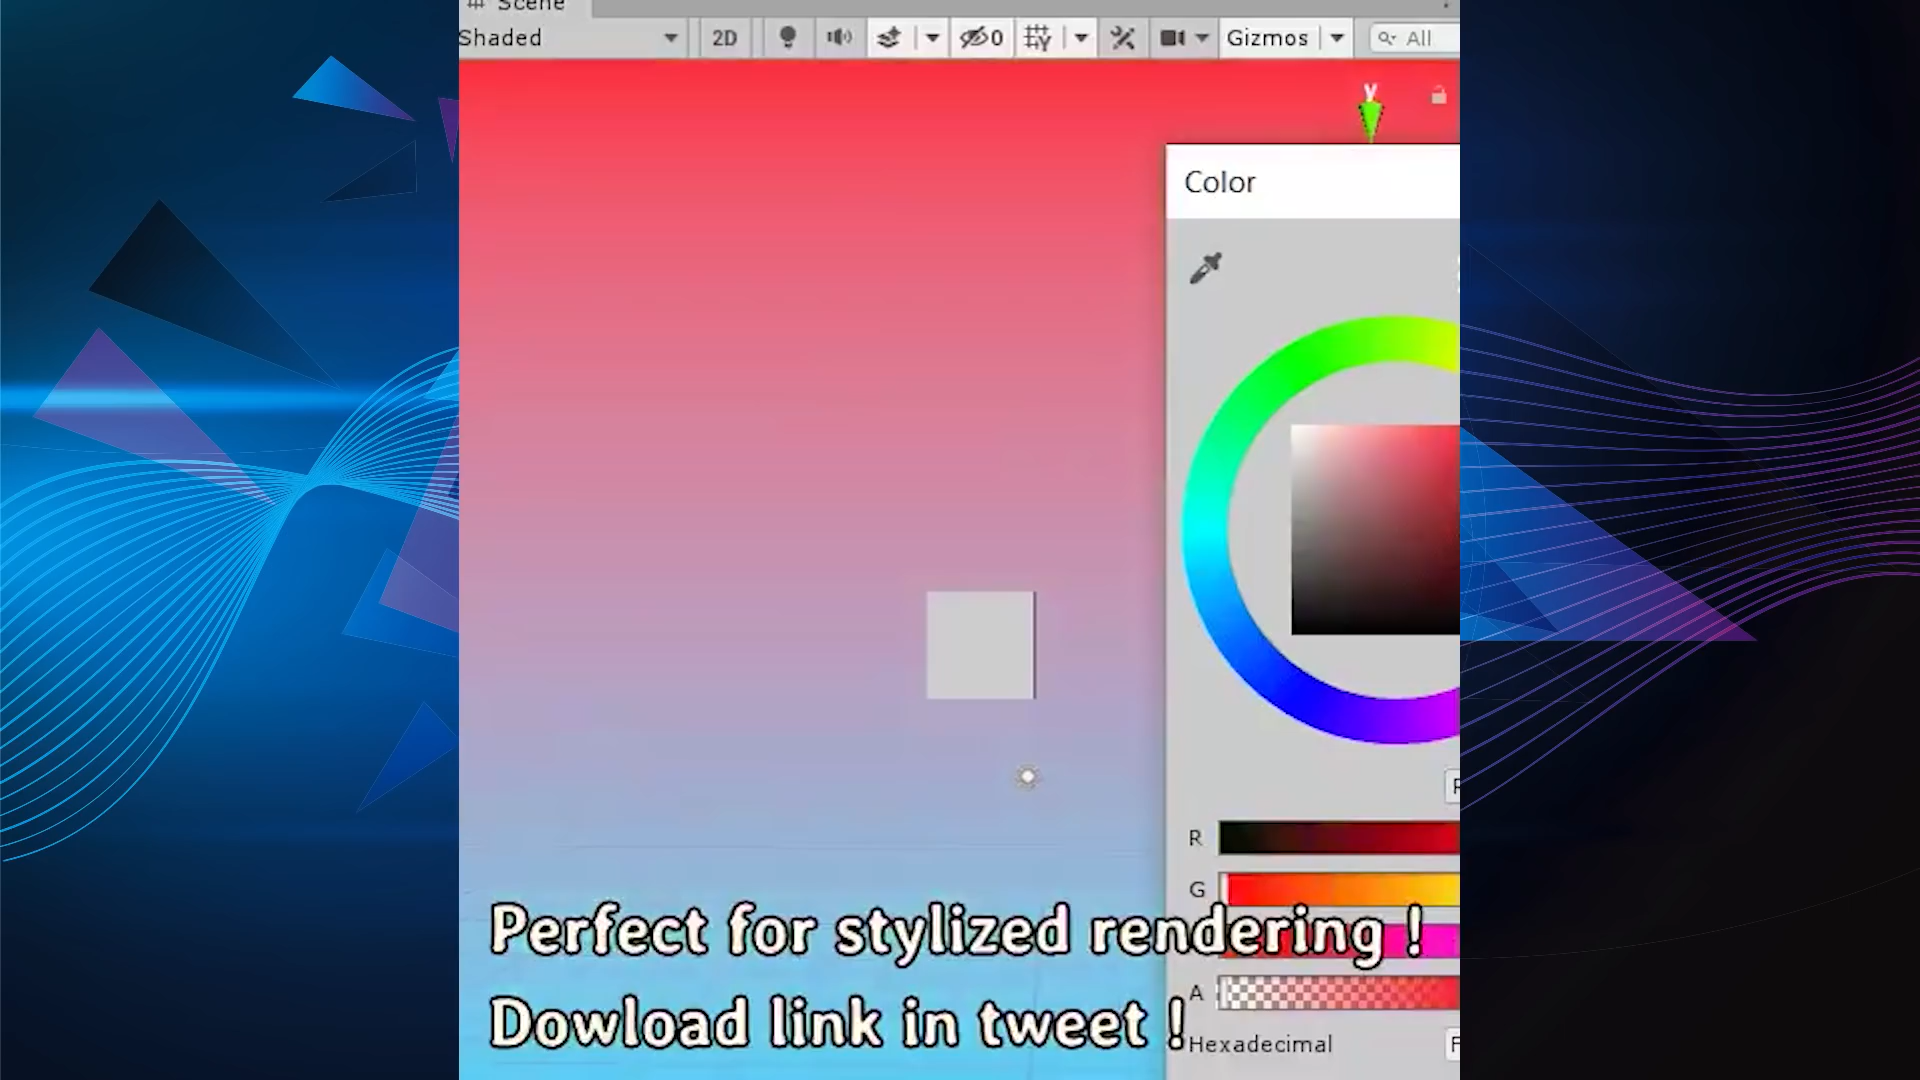 Scene
Shaded
2D
0
Gizmos
All
y
Color
R
G
A
Hexadecimal
Perfect for stylized rendering !
Dowload link in tweet !